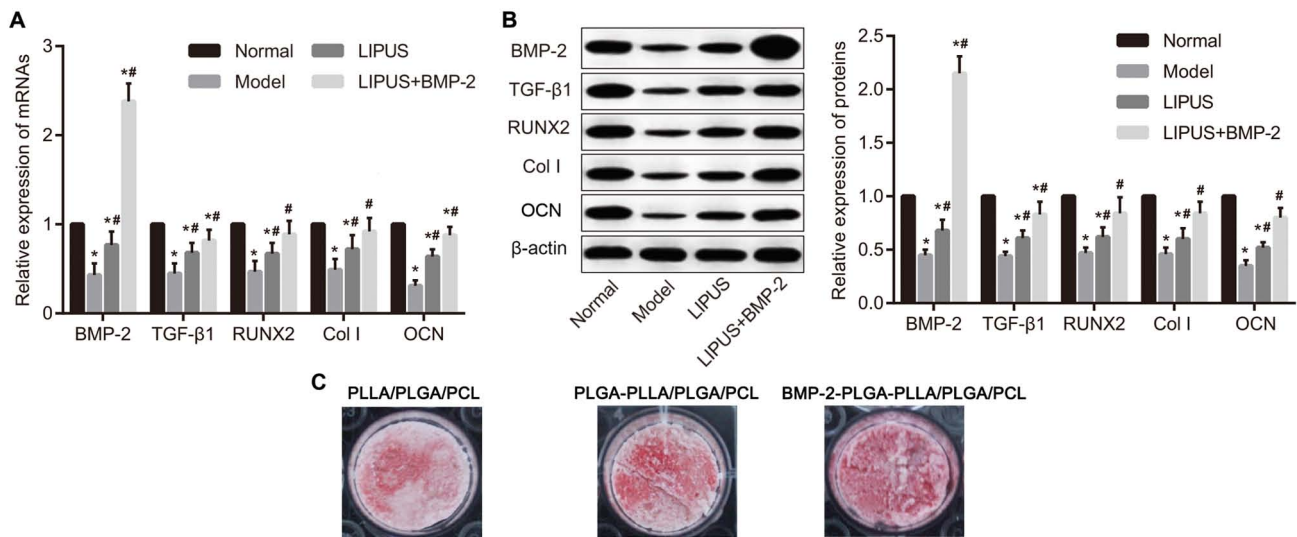 A
Relative expression of mRNAs
3
2
1
0
Normal
Model
LIPUS
LIPUS+BMP-2
*
*#
*#
*
*#
*#
*
*#
#
*
*#
#
*
*#
*#
BMP-2
TGF-β1
RUNX2
Col I
OCN
B
BMP-2
TGF-β1
RUNX2
Col I
OCN
β-actin
Normal
Model
LIPUS
LIPUS+BMP-2
Relative expression of proteins
2.5
2.0
1.5
1.0
0.5
0.0
Normal
Model
LIPUS
LIPUS+BMP-2
*
*#
*#
*
*#
*#
*
*#
#
*
*#
#
*
*#
#
BMP-2
TGF-β1
RUNX2
Col I
OCN
C
PLLA/PLGA/PCL
PLGA-PLLA/PLGA/PCL
BMP-2-PLGA-PLLA/PLGA/PCL